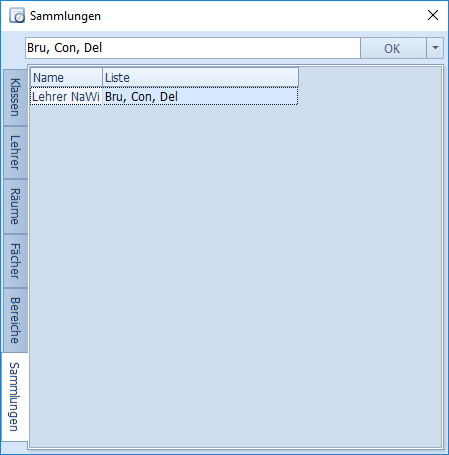 Sammlungen
Bru, Con, Del
OK
Name Liste
Lehrer NaWi Bru, Con, Del
Klassen
Lehrer
Räume
Fächer
Bereiche
Sammlungen